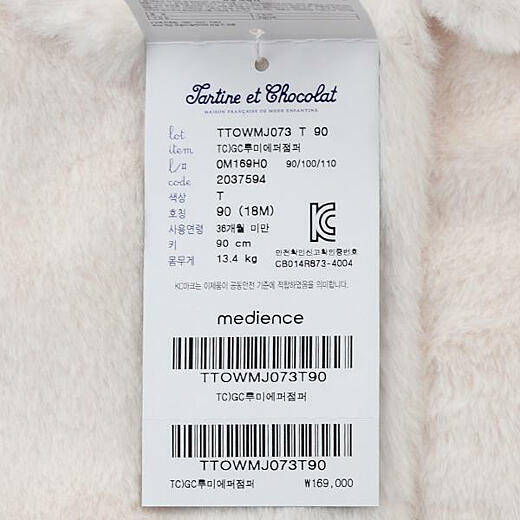 Tartine et Chocolat
MAISON FRANÇAISE DE MODE ENFANTINE
lot TTOWMJ073 T 90
item TC)GC루미에퍼점퍼
l/# 0M169H0 90/100/110
code 2037594
색상 T
호칭 90 (18M)
사용연령 36개월 미만
키 90 cm
몸무게 13.4 kg
안전확인신고확인증번호
CB014R873-4004
KC마크는 이제품이 공통안전 기준에 적합하였음을 의미합니다.
medience
TTOWMJ073T90
TC)GC루미에퍼점퍼
TTOWMJ073T90
TC)GC루미에퍼점퍼 ₩169,000